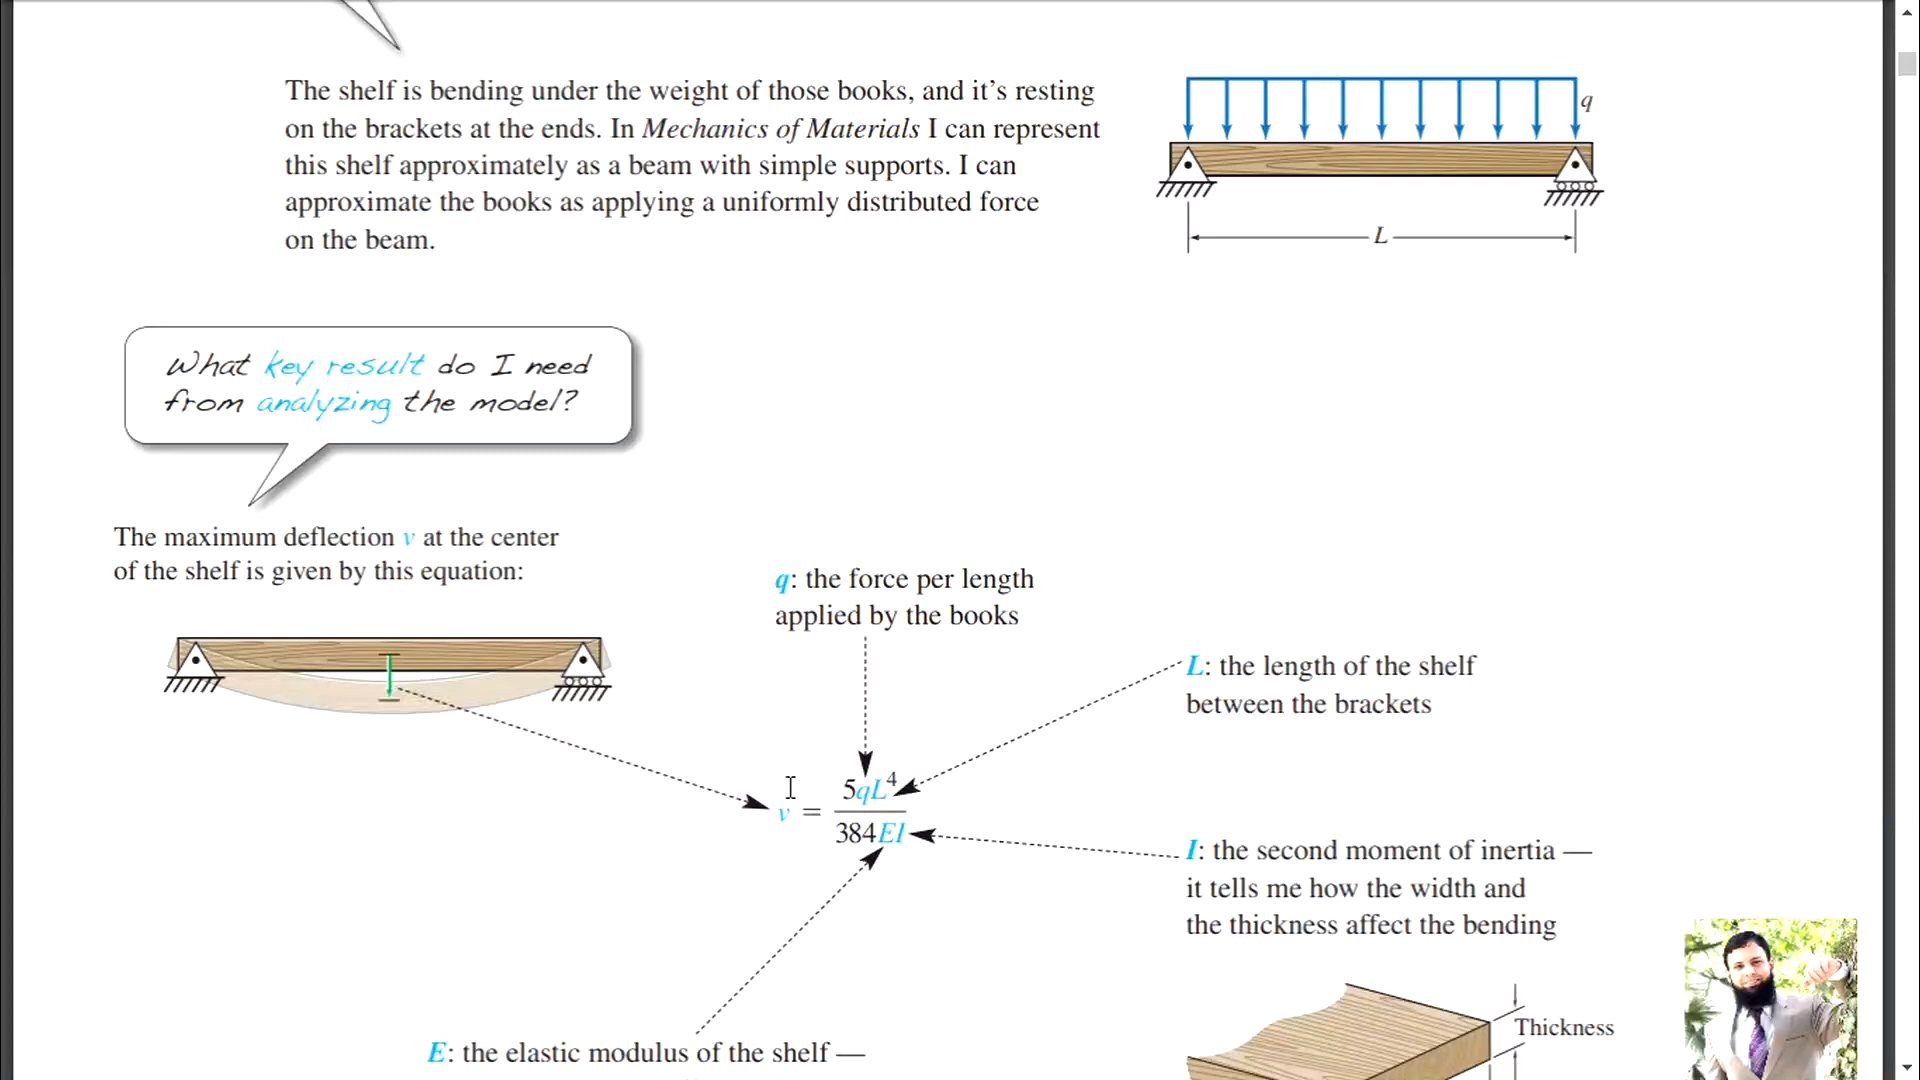 The shelf is bending under the weight of those books, and it's resting
on the brackets at the ends. In Mechanics of Materials I can represent
this shelf approximately as a beam with simple supports. I can
approximate the books as applying a uniformly distributed force
on the beam.
q
L
What key result do I need
from analyzing the model?
The maximum deflection v at the center
of the shelf is given by this equation:
q: the force per length
applied by the books
L: the length of the shelf
between the brackets
v = 5qL⁴
384EI
I: the second moment of inertia —
it tells me how the width and
the thickness affect the bending
Thickness
E: the elastic modulus of the shelf —